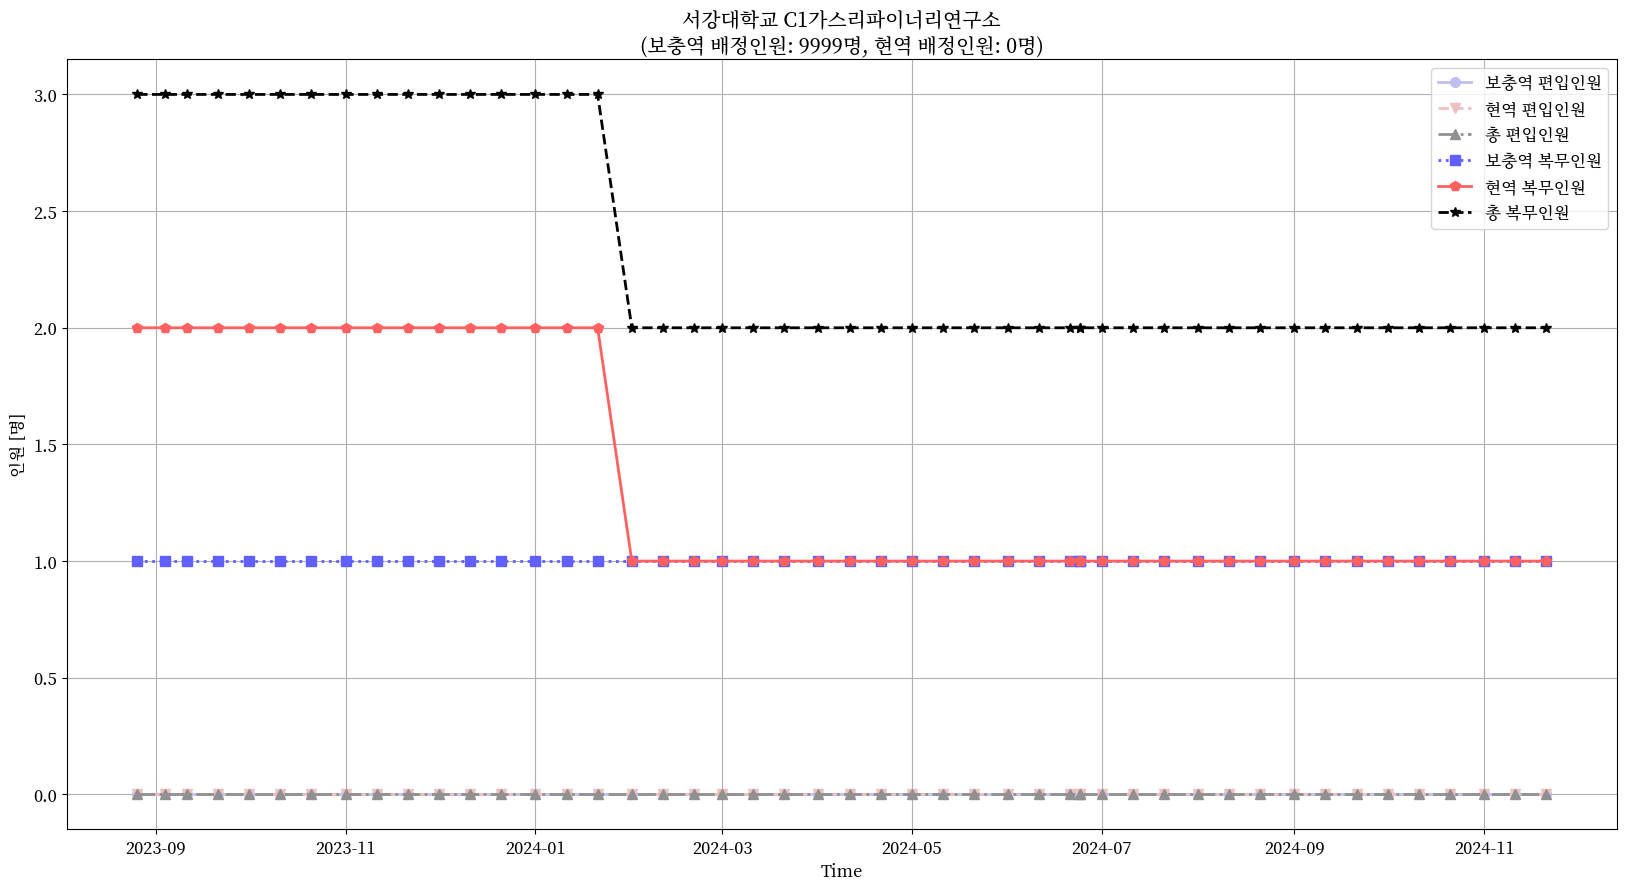 서강대학교 C1가스리파이너리연구소
(보충역 배정인원: 9999명, 현역 배정인원: 0명)
보충역 편입인원
현역 편입인원
총 편입인원
보충역 복무인원
현역 복무인원
총 복무인원
인원 [명]
3.0
2.5
2.0
1.5
1.0
0.5
0.0
2023-09
2023-11
2024-01
2024-03
2024-05
2024-07
2024-09
2024-11
Time